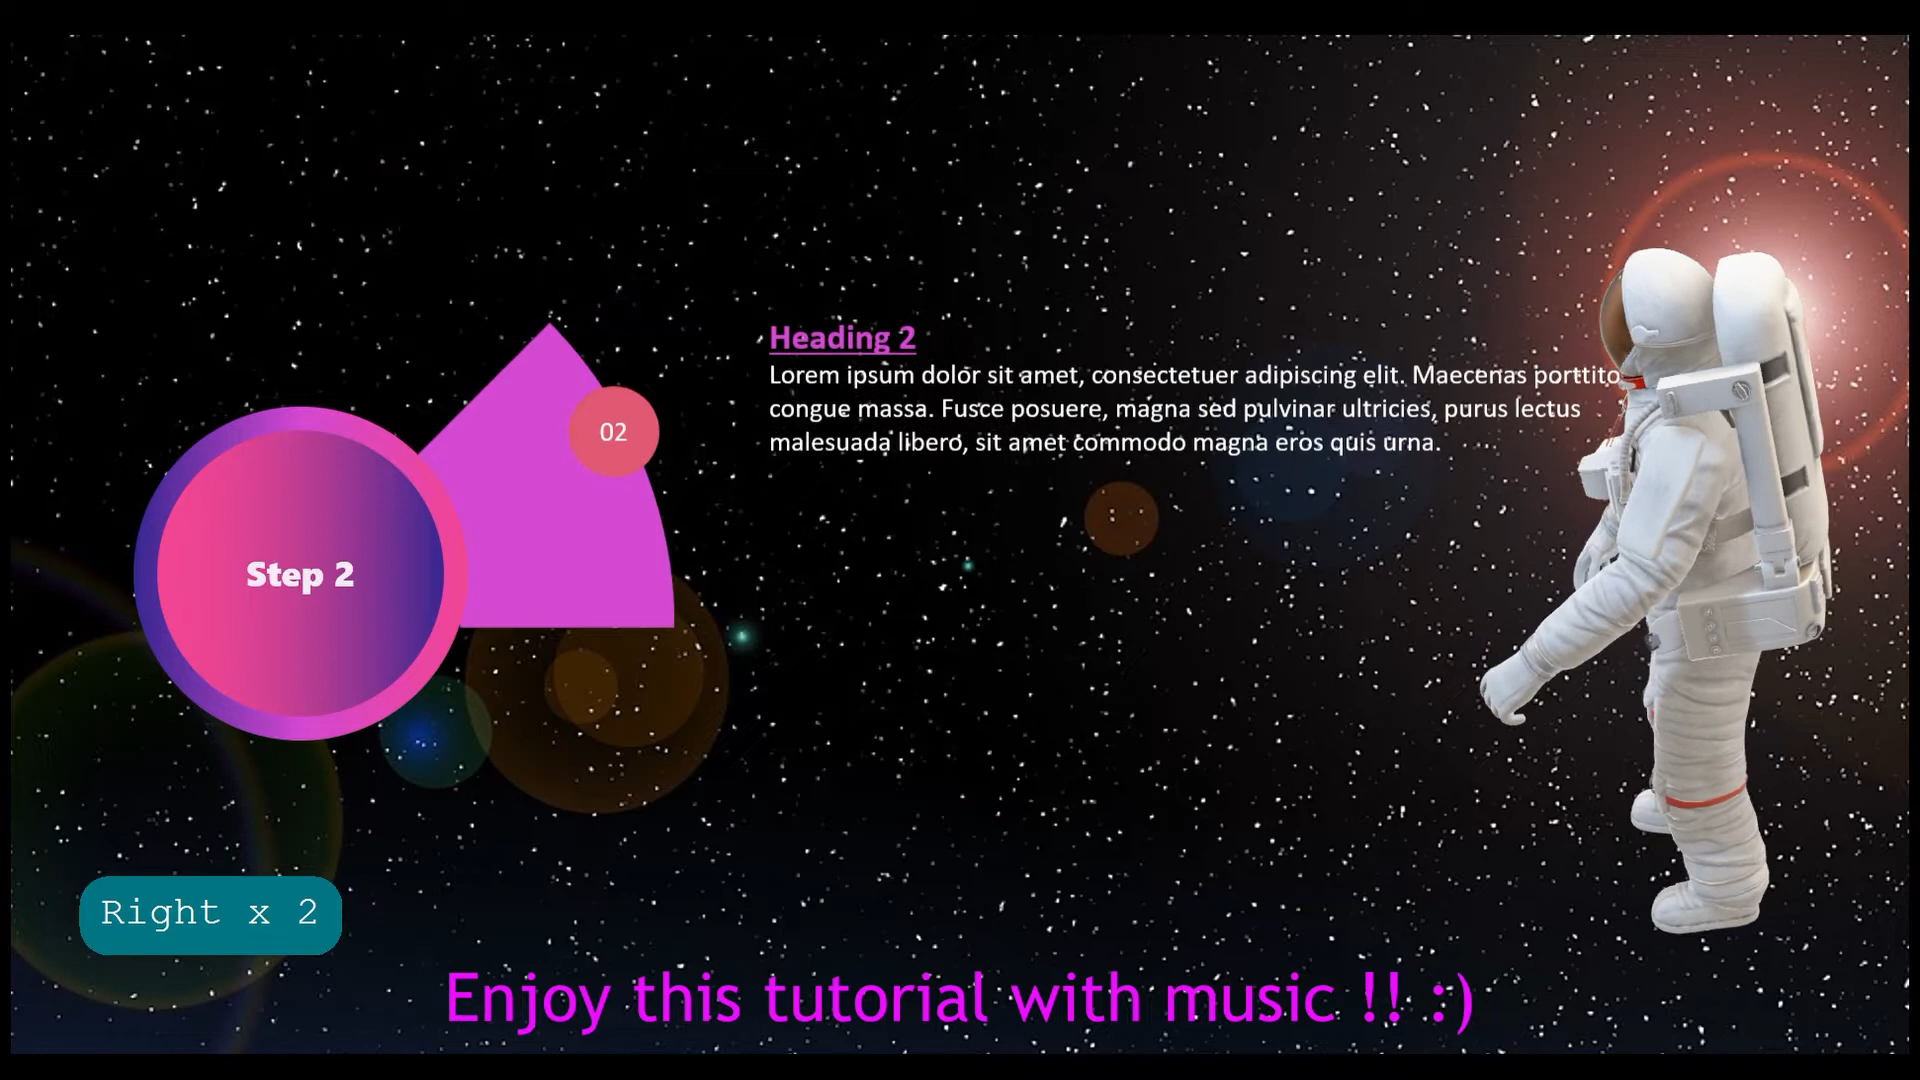 Heading 2
Lorem ipsum dolor sit amet, consectetuer adipiscing elit. Maecenas porttito
congue massa. Fusce posuere, magna sed pulvinar ultricies, purus lectus
malesuada libero, sit amet commodo magna eros quis urna.
02
Step 2
Right x 2
Enjoy this tutorial with music !! :)